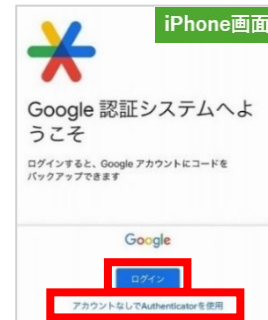 iPhone画面
Google 認証システムへよ
うこそ
ログインすると、Google アカウントにコードを
バックアップできます
Google
ログイン
アカウントなしでAuthenticatorを使用